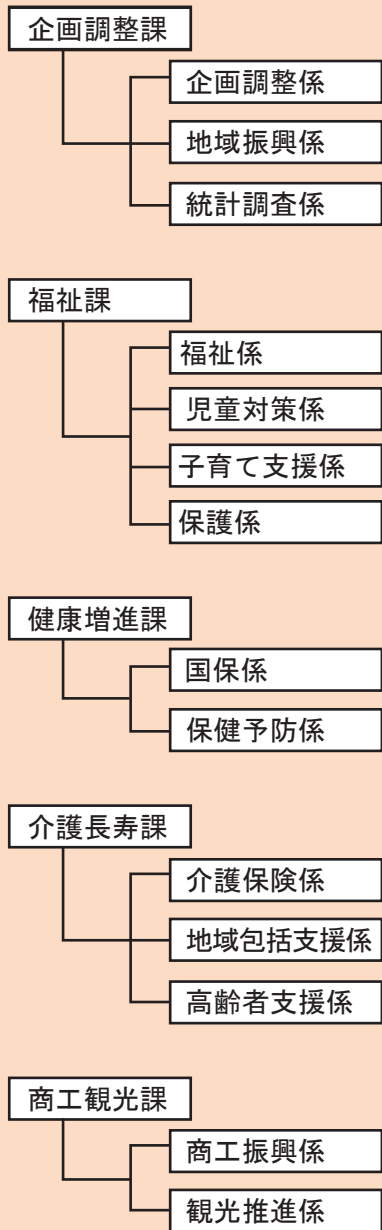 企画調整課
企画調整係
地域振興係
統計調査係
福祉課
福祉係
児童対策係
子育て支援係
保護係
健康増進課
国保係
保健予防係
介護長寿課
介護保険係
地域包括支援係
高齢者支援係
商工観光課
商工振興係
観光推進係